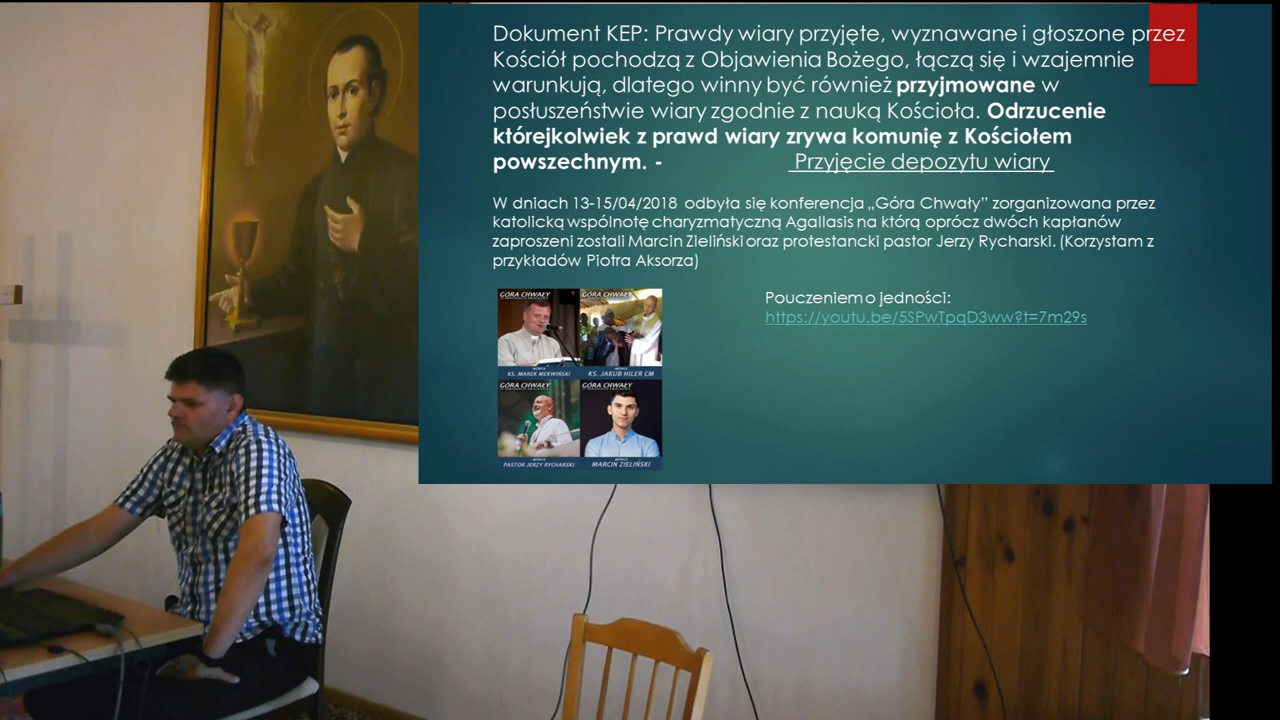 Dokument KEP: Prawdy wiary przyjęte, wyznawane i głoszone przez
Kościół pochodzą z Objawienia Bożego, łączą się i wzajemnie
warunkują, dlatego winny być również przyjmowane w
posłuszeństwie wiary zgodnie z nauką Kościoła. Odrzucenie
którejkolwiek z prawd wiary zrywa komunię z Kościołem
powszechnym. - Przyjęcie depozytu wiary
W dniach 13-15/04/2018 odbyła się konferencja „Góra Chwały” zorganizowana przez
katolicką wspólnotę charyzmatyczną Agallasis na którą oprócz dwóch kapłanów
zaproszeni zostali Marcin Zieliński oraz protestancki pastor Jerzy Rycharski. (Korzystam z
przykładów Piotra Aksorza)
Pouczeniem o jedności:
https://youtu.be/5SPwTpqD3ww?t=7m29s
GÓRA CHWAŁY
GÓRA CHWAŁY
KS. MAREK MEKWIŃSKI
KS. JAKUB HILER CM
GÓRA CHWAŁY
GÓRA CHWAŁY
PASTOR JERZY RYCHARSKI
MARCIN ZIELIŃSKI